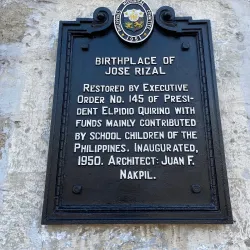 BIRTHPLACE OF
JOSE RIZAL
RESTORED BY EXECUTIVE
ORDER NO. 145 OF PRESI-
DENT ELPIDIO QUIRINO WITH
FUNDS MAINLY CONTRIBUTED
BY SCHOOL CHILDREN OF THE
PHILIPPINES. INAUGURATED,
1950. ARCHITECT: JUAN F.
NAKPIL.